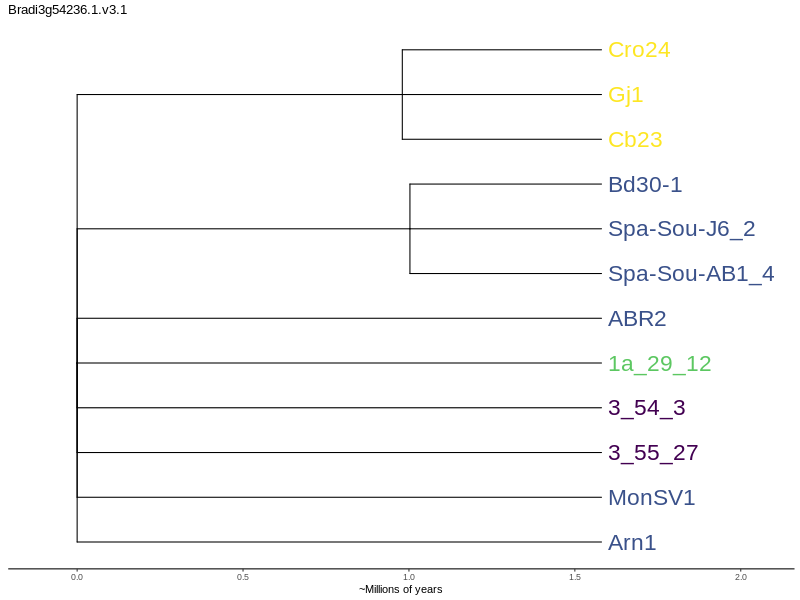 Bradi3g54236.1.v3.1
Cro24
Gj1
Cb23
Bd30-1
Spa-Sou-J6_2
Spa-Sou-AB1_4
ABR2
1a_29_12
3_54_3
3_55_27
MonSV1
Arn1
0.0 0.5 1.0 1.5 2.0
~Millions of years